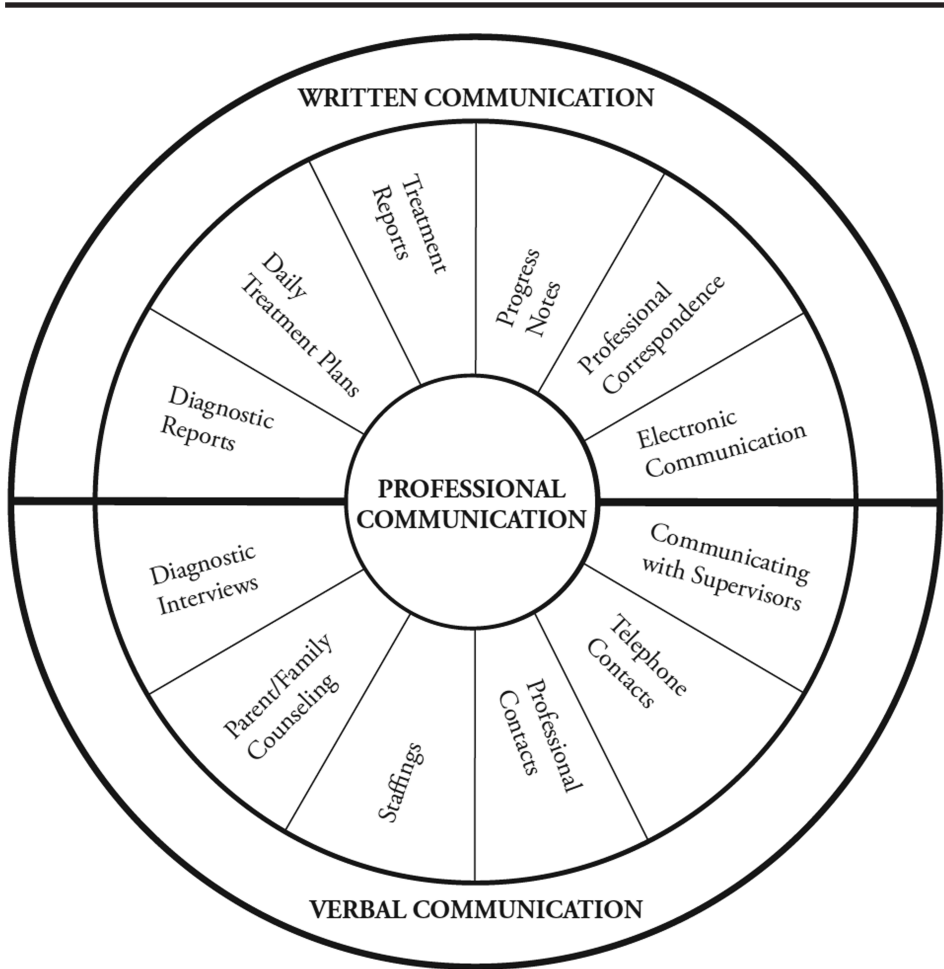 WRITTEN COMMUNICATION
Diagnostic
Reports
Daily
Treatment Plans
Treatment
Reports
Progress
Notes
Professional
Correspondence
Electronic
Communication
PROFESSIONAL
COMMUNICATION
Diagnostic
Interviews
Parent/Family
Counseling
Staffings
Professional
Contacts
Telephone
Contacts
Communicating
with Supervisors
VERBAL COMMUNICATION